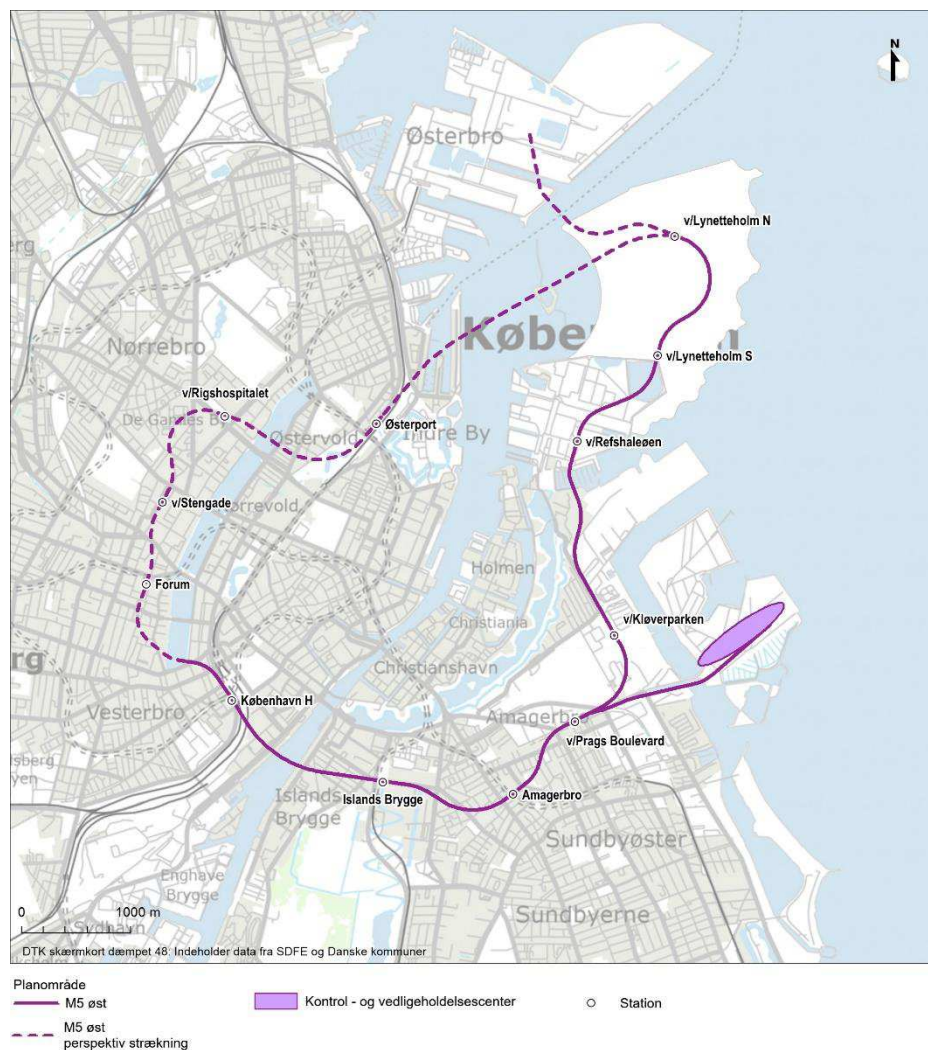 N
Østerbro
v/Lynetteholm N
Nørrebro
v/Lynetteholm S
v/Rigshospitalet
De Gamles By
Østerport
Østervold
Indre By
v/Refshaleøen
v/Stengade
Nørrevold
Holmen
Forum
Christiania
v/Kløverparken
Christianshavn
København H
Vesterbro
Amagerbro
v/Prags Boulevard
Islands Brygge
Amagerbro
Islands
Brygge
Sundbyøster
Enghave
Brygge
0 1000 m
Sundbyerne
Sydhavn
DTK skærmkort dæmpet 48: Indeholder data fra SDFE og Danske kommuner
Planområde
M5 øst
Kontrol - og vedligeholdelsescenter
Station
M5 øst
perspektiv strækning